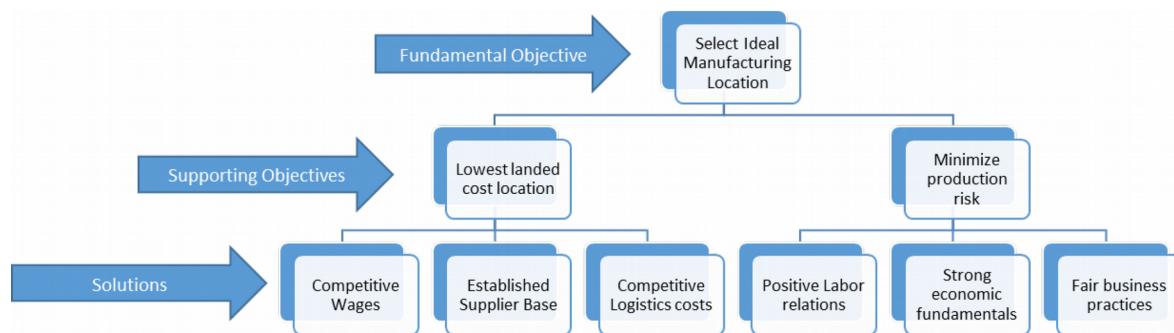 Fundamental Objective
Select Ideal
Manufacturing
Location
Supporting Objectives
Lowest landed
cost location
Minimize
production
risk
Solutions
Competitive
Wages
Established
Supplier Base
Competitive
Logistics costs
Positive Labor
relations
Strong
economic
fundamentals
Fair business
practices